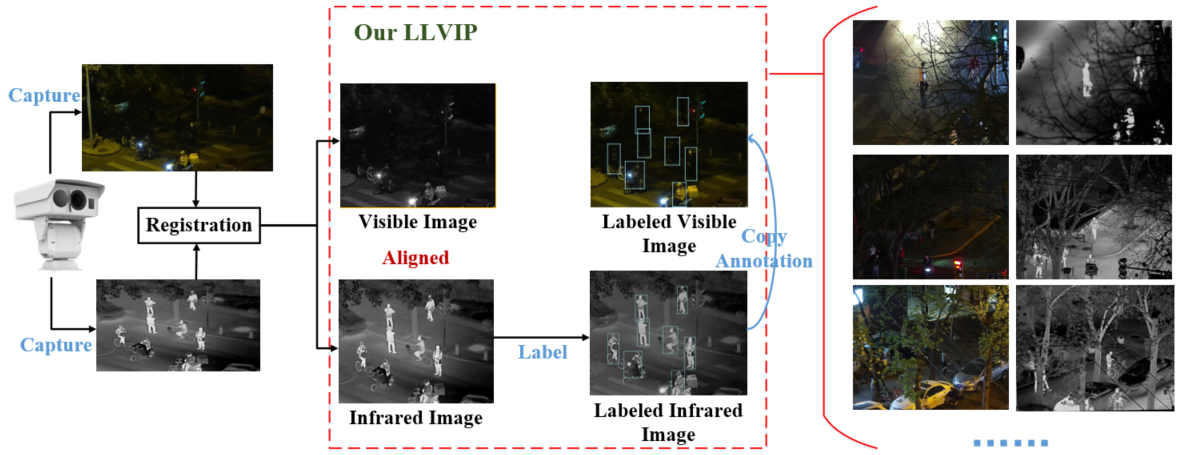 Our LLVIP
Capture
Registration
Visible Image
Labeled Visible
Image
Aligned
Copy
Annotation
Capture
Label
Infrared Image
Labeled Infrared
Image